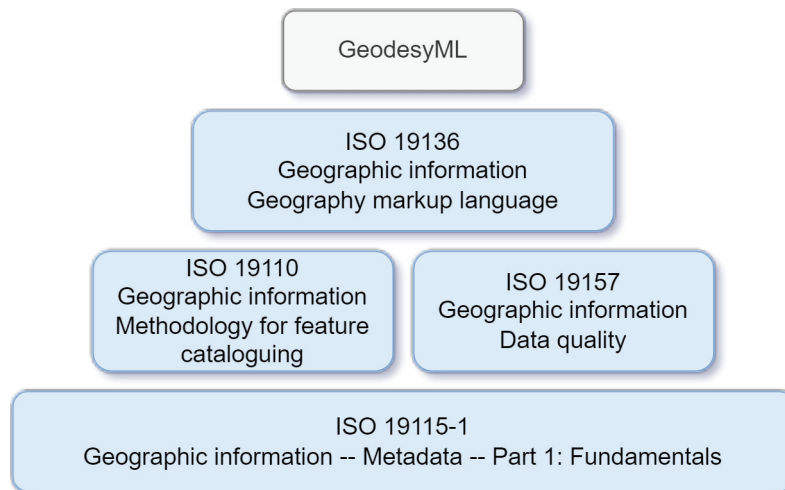 GeodesyML
ISO 19136
Geographic information
Geography markup language
ISO 19110
Geographic information
Methodology for feature
cataloguing
ISO 19157
Geographic information
Data quality
ISO 19115-1
Geographic information -- Metadata -- Part 1: Fundamentals